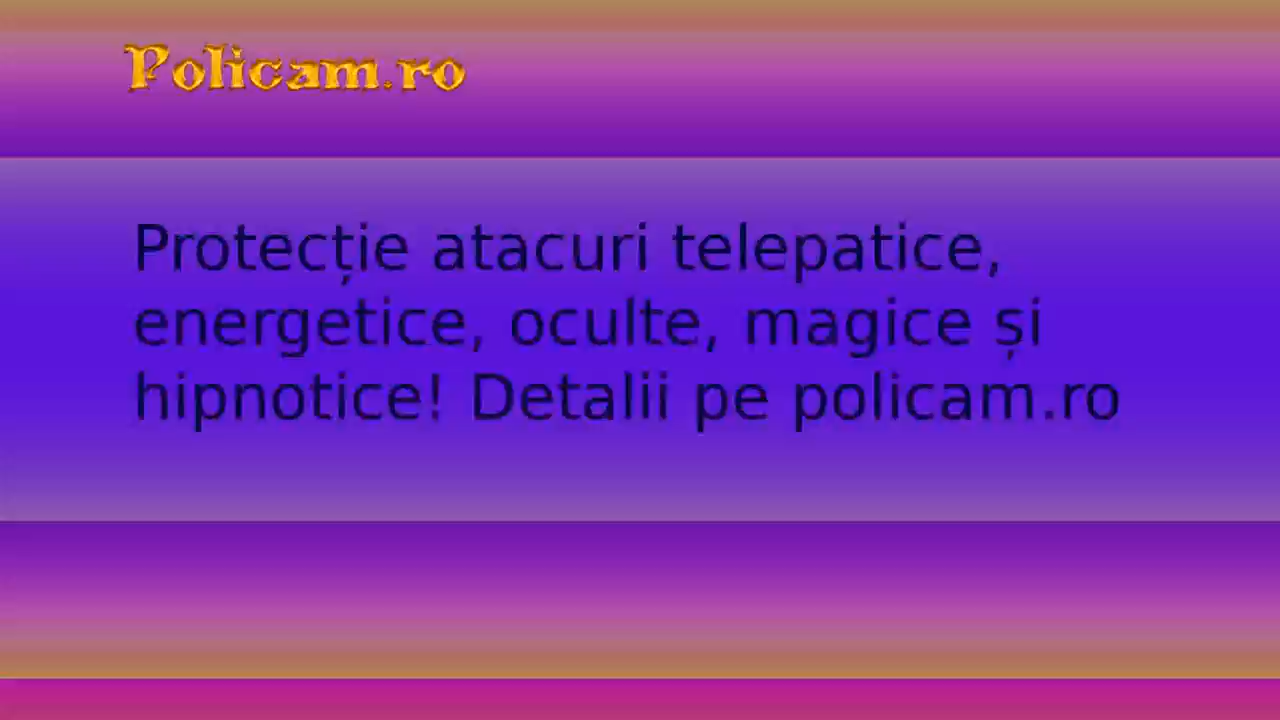 Policam.ro
Protecție atacuri telepatice,
energetice, oculte, magice și
hipnotice! Detalii pe policam.ro